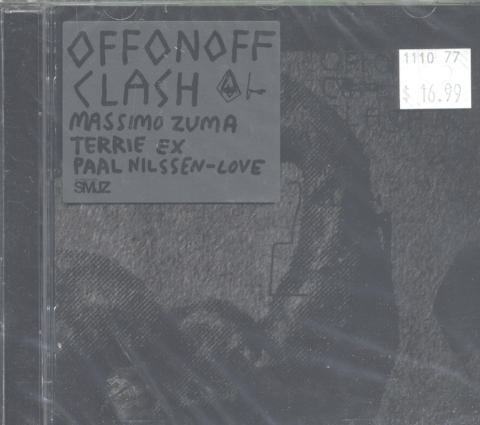 OFFONOFF
CLASH
MASSIMO ZUMA
TERRIE EX
PAAL NILSSEN-LOVE
SMJZ
1110 77
$ 16.99